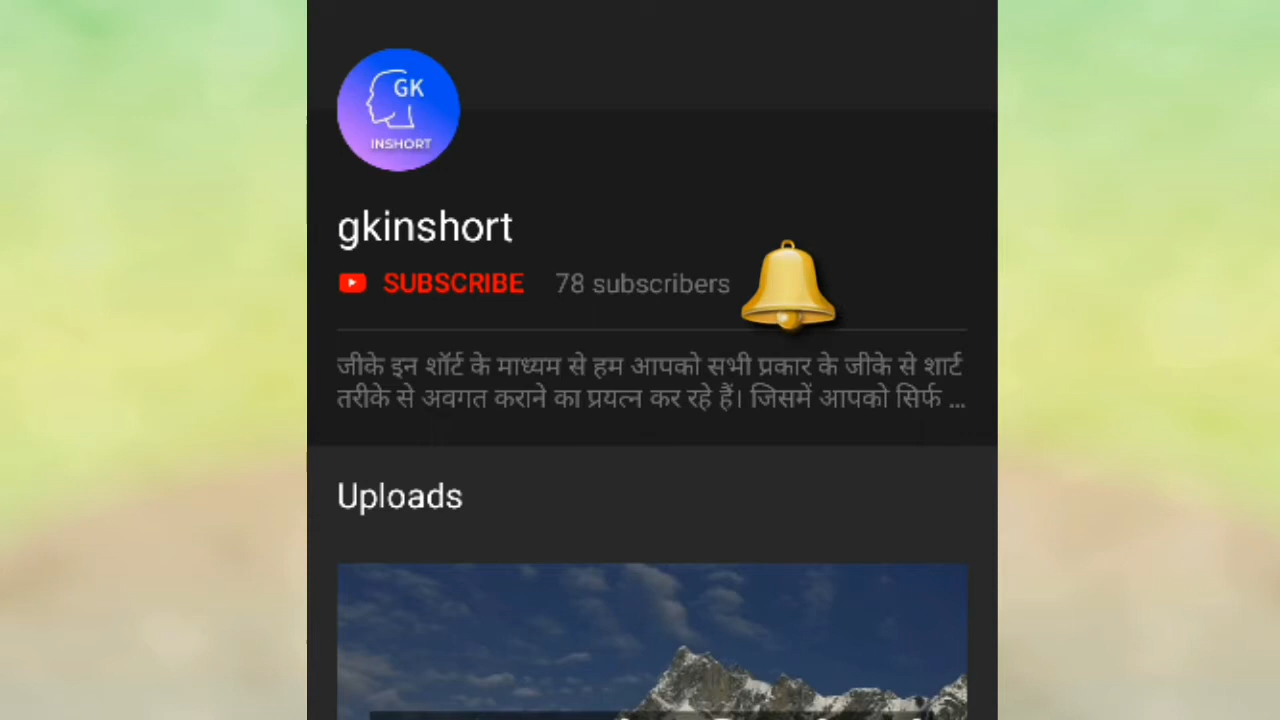 GK
INSHORT
gkinshort
SUBSCRIBE 78 subscribers
जीके इन शॉर्ट के माध्यम से हम आपको सभी प्रकार के जीके से शार्ट
तरीके से अवगत कराने का प्रयत्न कर रहे हैं। जिसमें आपको सिर्फ ...
Uploads